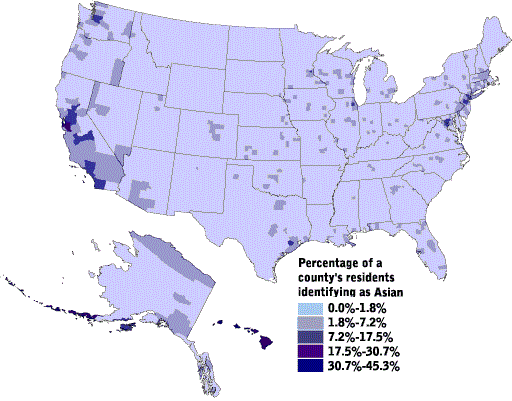 Percentage of a
county's residents
identifying as Asian
0.0%-1.8%
1.8%-7.2%
7.2%-17.5%
17.5%-30.7%
30.7%-45.3%